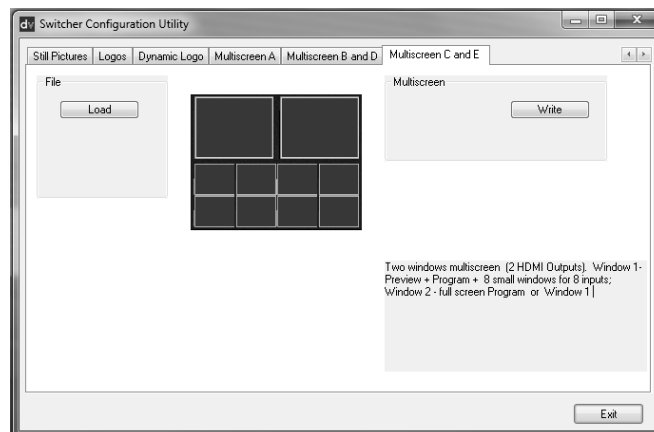 dv Switcher Configuration Utility
Still Pictures Logos Dynamic Logo Multiscreen A Multiscreen B and D Multiscreen C and E
File
Load
Multiscreen
Write
Two windows multiscreen (2 HDMI Outputs). Window 1-
Preview + Program + 8 small windows for 8 inputs;
Window 2 - full screen Program or Window 1
Exit